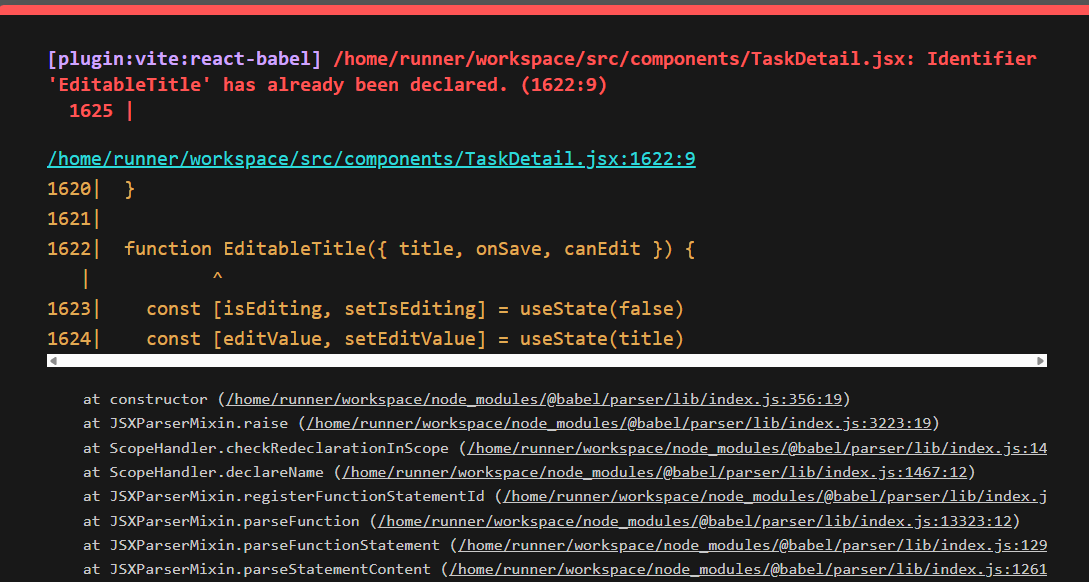 [plugin:vite:react-babel] /home/runner/workspace/src/components/TaskDetail.jsx: Identifier
'EditableTitle' has already been declared. (1622:9)
1625 |
/home/runner/workspace/src/components/TaskDetail.jsx:1622:9
1620|  }
1621|
1622|  function EditableTitle({ title, onSave, canEdit }) {
|           ^
1623|    const [isEditing, setIsEditing] = useState(false)
1624|    const [editValue, setEditValue] = useState(title)
at constructor (/home/runner/workspace/node_modules/@babel/parser/lib/index.js:356:19)
at JSXParserMixin.raise (/home/runner/workspace/node_modules/@babel/parser/lib/index.js:3223:19)
at ScopeHandler.checkRedeclarationInScope (/home/runner/workspace/node_modules/@babel/parser/lib/index.js:14
at ScopeHandler.declareName (/home/runner/workspace/node_modules/@babel/parser/lib/index.js:1467:12)
at JSXParserMixin.registerFunctionStatementId (/home/runner/workspace/node_modules/@babel/parser/lib/index.j
at JSXParserMixin.parseFunction (/home/runner/workspace/node_modules/@babel/parser/lib/index.js:13323:12)
at JSXParserMixin.parseFunctionStatement (/home/runner/workspace/node_modules/@babel/parser/lib/index.js:129
at JSXParserMixin.parseStatementContent (/home/runner/workspace/node_modules/@babel/parser/lib/index.js:1261